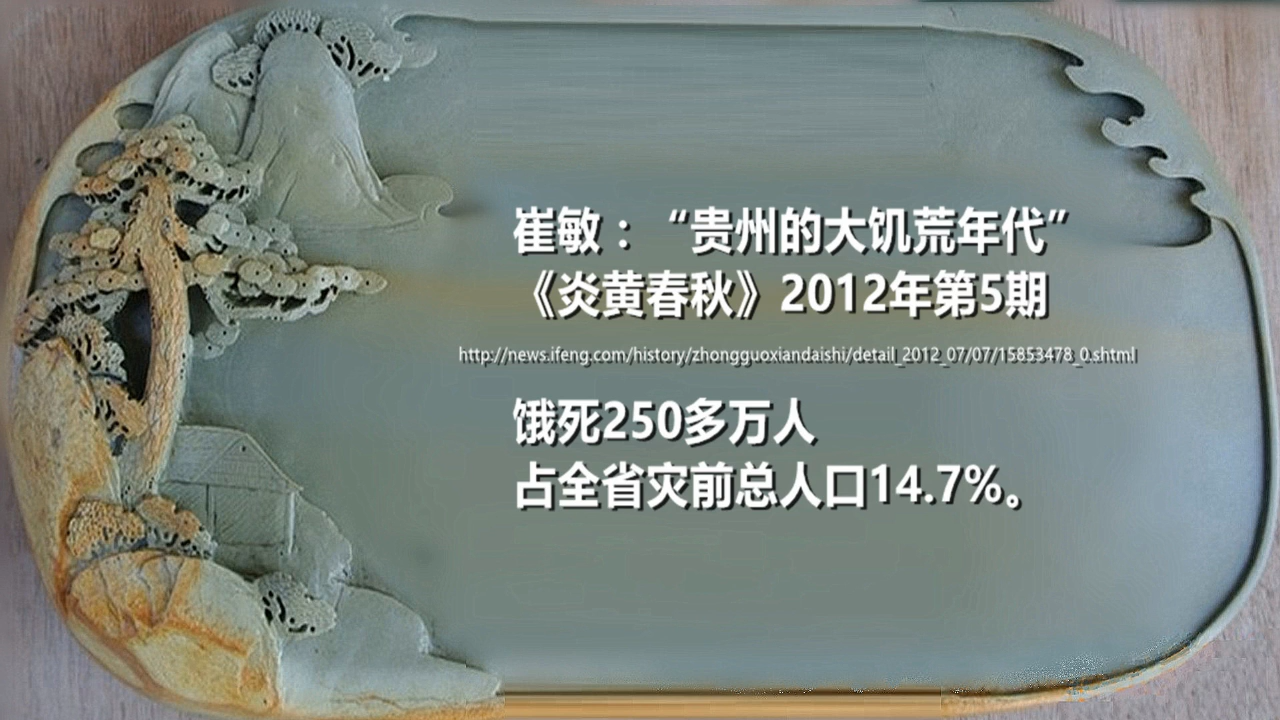 崔敏：“贵州的大饥荒年代”
《炎黄春秋》2012年第5期
http://news.ifeng.com/history/zhongguoxiandaishi/detail_2012_07/07/15853478_0.shtml
饿死250多万人
占全省灾前总人口14.7%。